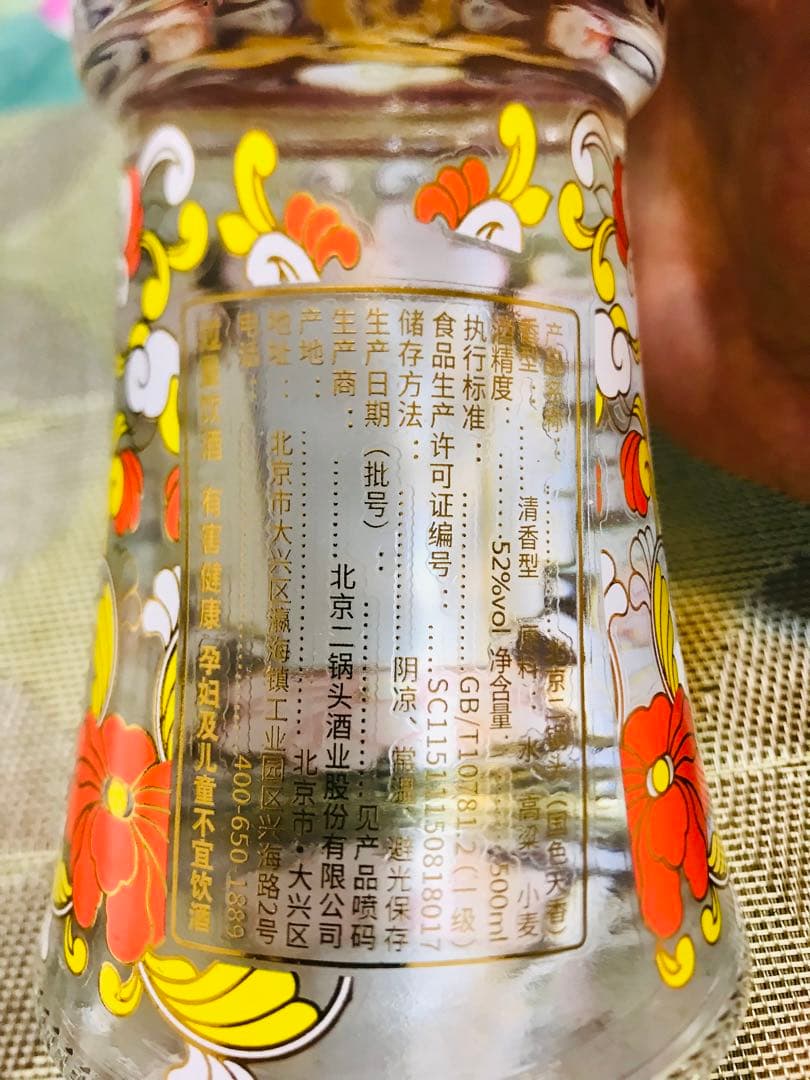 产品名称：……………北京二锅头（国色天香）
香型：………清香型 原料：水、高粱、小麦
酒精度：………52%vol 净含量：………500ml
执行标准：………………GB/T10781.2（一级）
食品生产许可证编号：……SC11511150818017
储存方法：………………阴凉、常温、避光保存
生产日期（批号）：………………见产品喷码
生产商：………北京二锅头酒业股份有限公司
产地：………………………北京市·大兴区
地址：北京市大兴区瀛海镇工业园区兴海路2号
电话：………………………400-650-1889
过量饮酒 有害健康 孕妇及儿童不宜饮酒